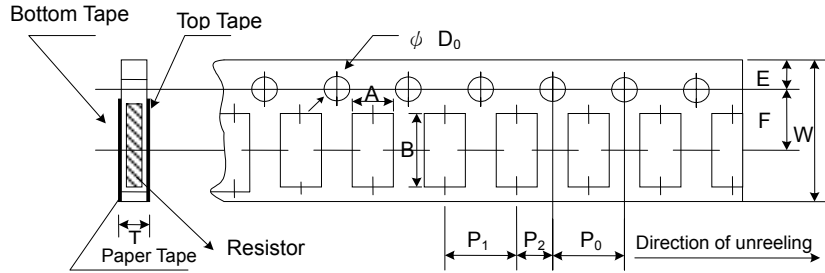 Bottom Tape
Top Tape
ϕ D₀
A
B
E
F
W
T
Paper Tape
Resistor
P₁
P₂
P₀
Direction of unreeling